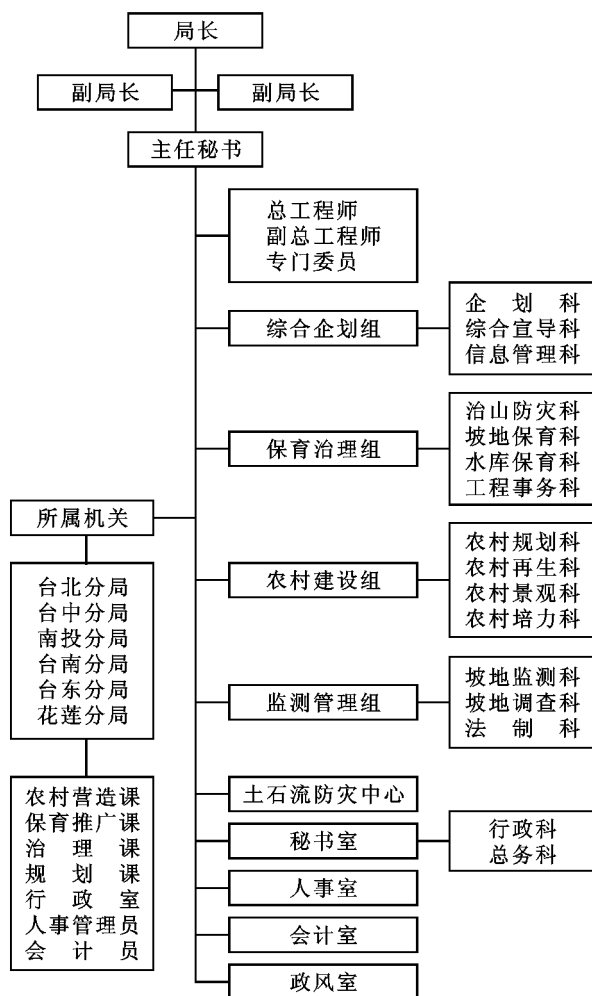 局长
副局长
副局长
主任秘书
总工程师
副总工程师
专门委员
综合企划组
企划科
综合宣导科
信息管理科
保育治理组
治山防灾科
坡地保育科
水库保育科
工程事务科
所属机关
台北分局
台中分局
南投分局
台南分局
台东分局
花莲分局
农村营造课
保育推广课
治理课
规划课
行政室
人事管理员
会计员
农村建设组
农村规划科
农村再生科
农村景观科
农村培力科
监测管理组
坡地监测科
坡地调查科
法制科
土石流防灾中心
秘书室
行政科
总务科
人事室
会计室
政风室